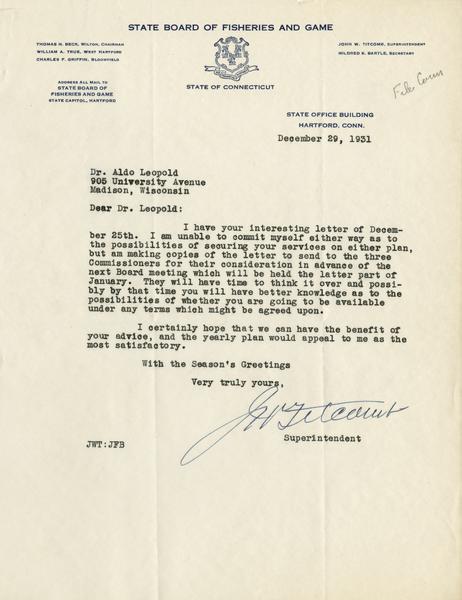 STATE BOARD OF FISHERIES AND GAME
THOMAS H. BECK, WILTON, CHAIRMAN
WILLIAM A. TRUE, WEST HARTFORD
CHARLES F. GRIFFIN, BLOOMFIELD
JOHN W. TITCOMB, SUPERINTENDENT
MILDRED E. BARTLE, SECRETARY
ADDRESS ALL MAIL TO
STATE BOARD OF
FISHERIES AND GAME
STATE CAPITOL, HARTFORD
STATE OF CONNECTICUT
File Conn
STATE OFFICE BUILDING
HARTFORD, CONN.
December 29, 1931
Dr. Aldo Leopold
905 University Avenue
Madison, Wisconsin
Dear Dr. Leopold:
I have your interesting letter of Decem-
ber 25th. I am unable to commit myself either way as to
the possibilities of securing your services on either plan,
but am making copies of the letter to send to the three
Commissioners for their consideration in advance of the
next Board meeting which will be held the latter part of
January. They will have time to think it over and possi-
bly by that time you will have better knowledge as to the
possibilities of whether you are going to be available
under any terms which might be agreed upon.
I certainly hope that we can have the benefit of
your advice, and the yearly plan would appeal to me as the
most satisfactory.
With the Season's Greetings
Very truly yours,
JW Titcomb
Superintendent
JWT:JFB